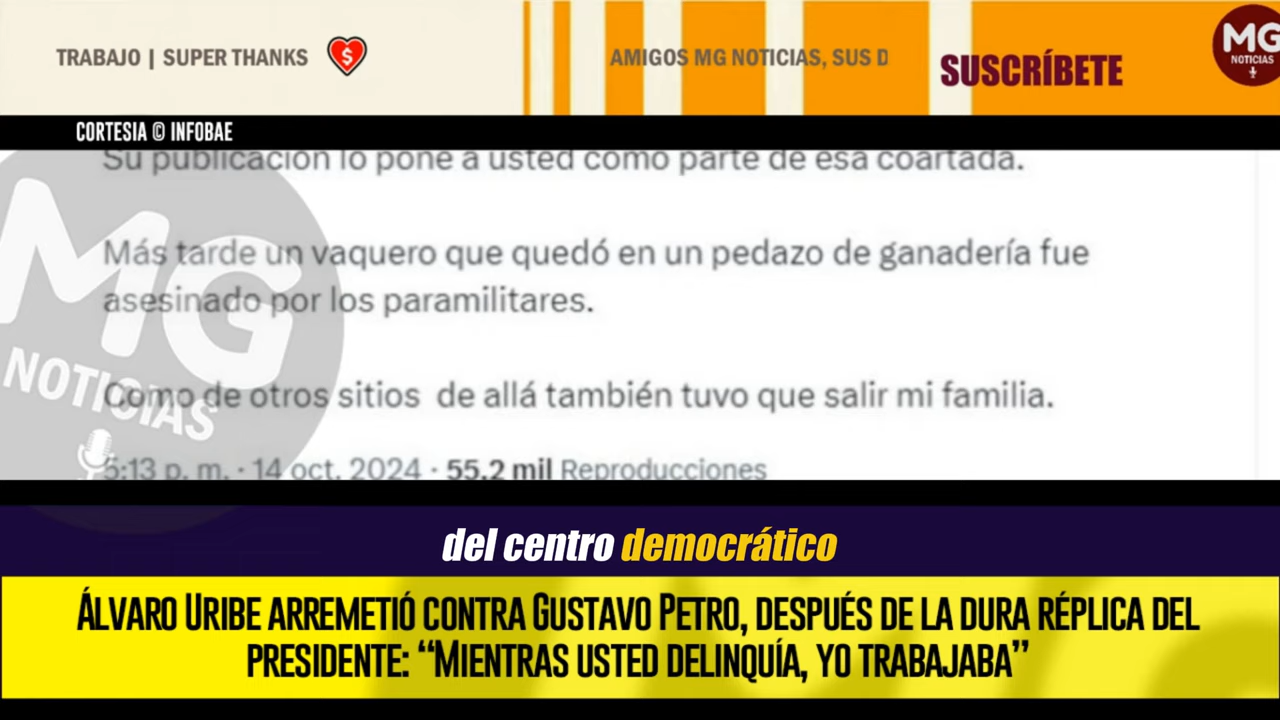 TRABAJO | SUPER THANKS
AMIGOS MG NOTICIAS, SUS D
SUSCRÍBETE
MG
NOTICIAS
CORTESIA © INFOBAE
Su publicación lo pone a usted como parte de esa coartada.
Más tarde un vaquero que quedó en un pedazo de ganadería fue
asesinado por los paramilitares.
MG
NOTICIAS
Como de otros sitios de allá también tuvo que salir mi familia.
5:13 p. m. · 14 oct. 2024 · 55,2 mil Reproducciones
del centro democrático
ÁLVARO URIBE ARREMETIÓ CONTRA GUSTAVO PETRO, DESPUÉS DE LA DURA RÉPLICA DEL
PRESIDENTE: “MIENTRAS USTED DELINQUÍA, YO TRABAJABA”